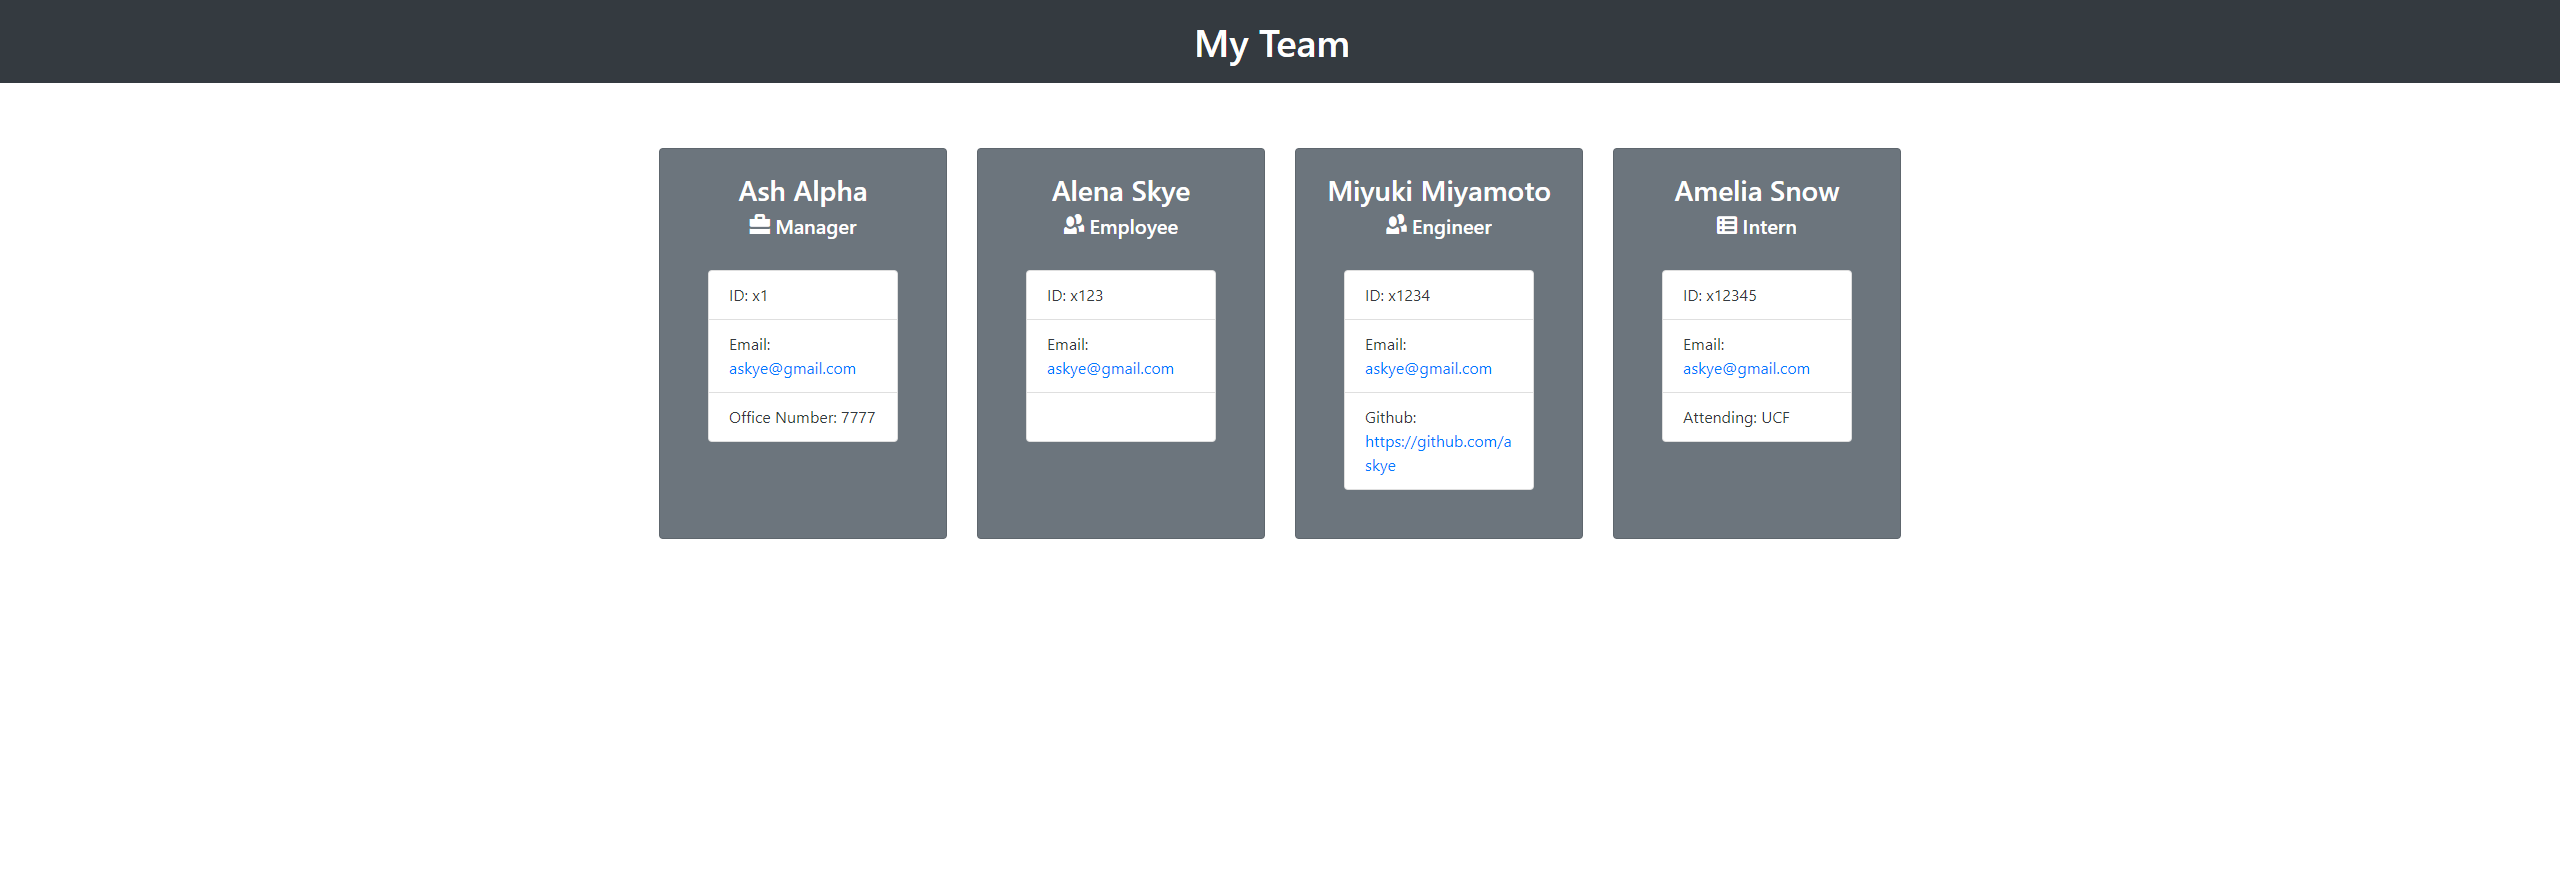 My Team
Ash Alpha
Manager
ID: x1
Email:
askye@gmail.com
Office Number: 7777
Alena Skye
Employee
ID: x123
Email:
askye@gmail.com
Miyuki Miyamoto
Engineer
ID: x1234
Email:
askye@gmail.com
Github:
https://github.com/a
skye
Amelia Snow
Intern
ID: x12345
Email:
askye@gmail.com
Attending: UCF